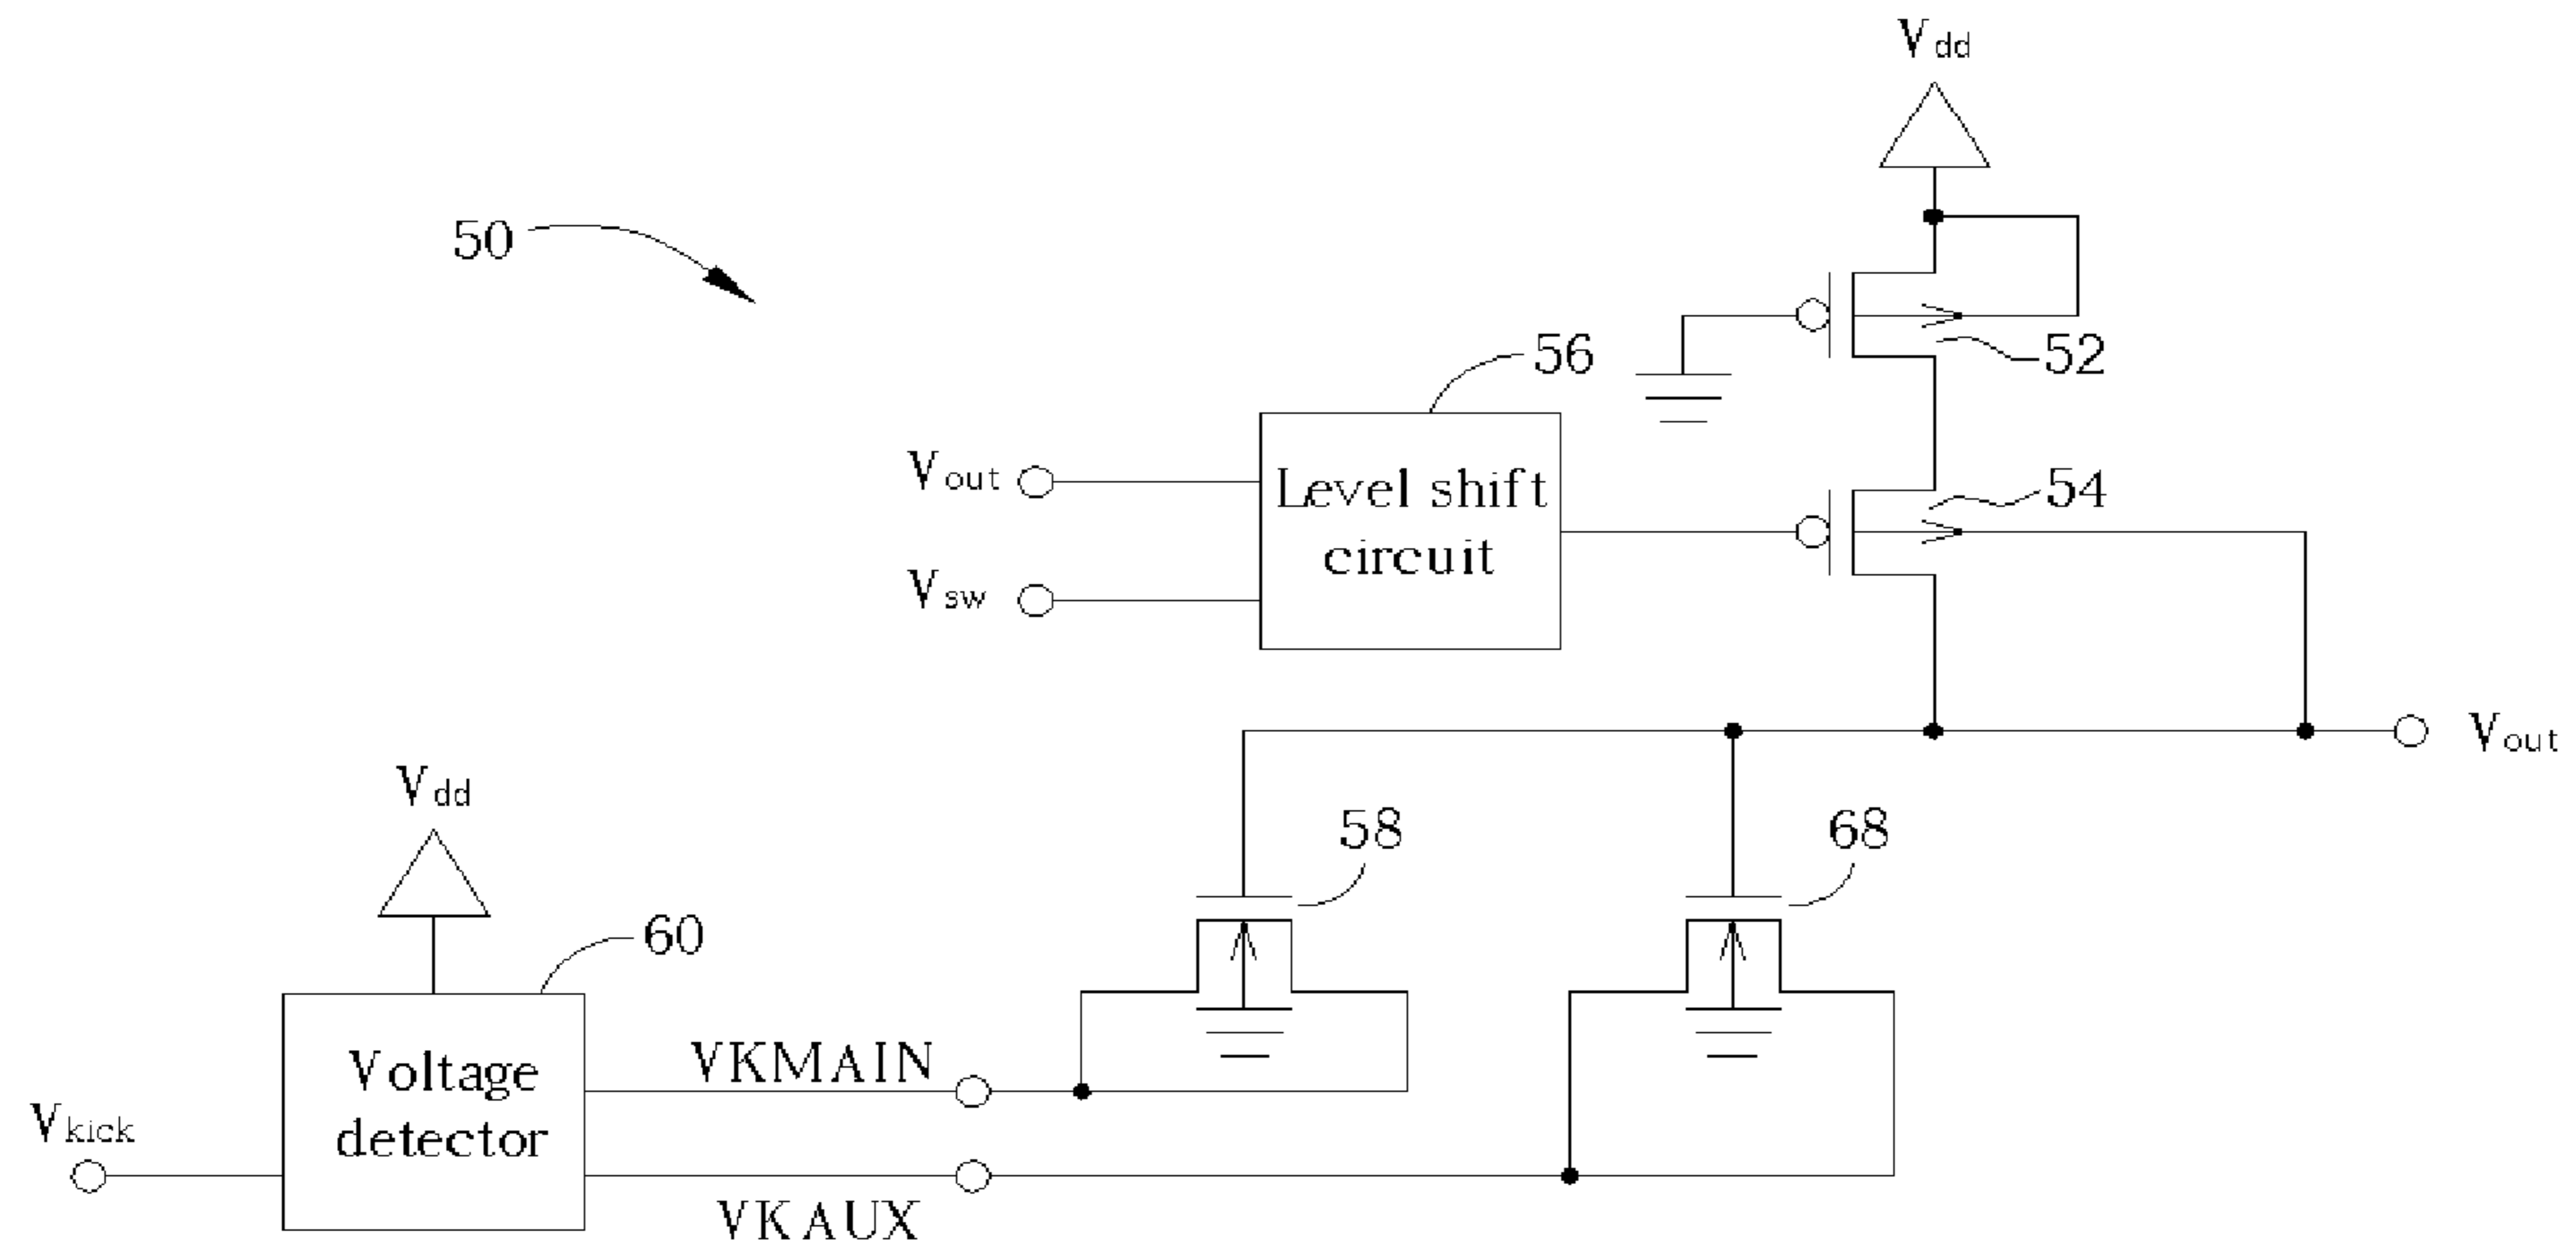 Vdd
50
52
56
Vout
Level shift
circuit
54
Vsw
Vout
Vdd
58
68
60
VKMAIN
Voltage
detector
Vkick
VKAUX